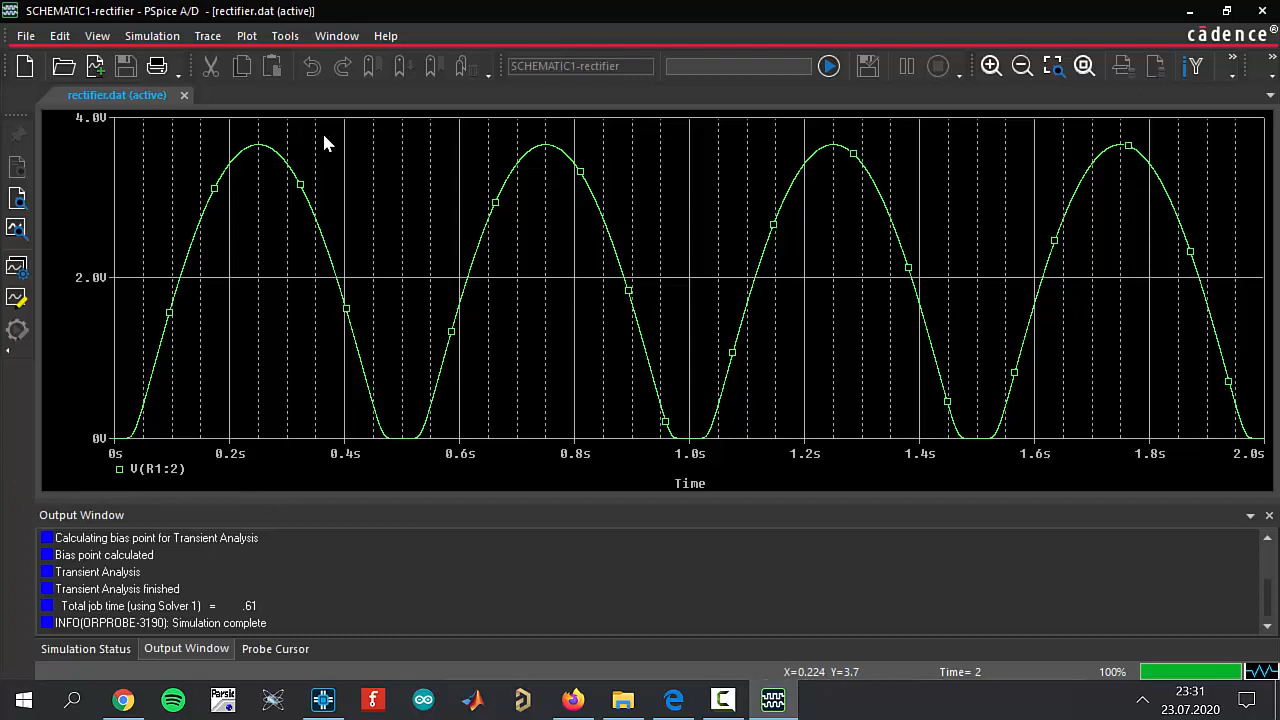 SCHEMATIC1-rectifier - PSpice A/D - [rectifier.dat (active)]
File Edit View Simulation Trace Plot Tools Window Help
cādence®
SCHEMATIC1-rectifier
rectifier.dat (active)
4.0V
2.0V
0V
0s 0.2s 0.4s 0.6s 0.8s 1.0s 1.2s 1.4s 1.6s 1.8s 2.0s
V(R1:2)
Time
Output Window
Calculating bias point for Transient Analysis
Bias point calculated
Transient Analysis
Transient Analysis finished
Total job time (using Solver 1) = .61
INFO(ORPROBE-3190): Simulation complete
Simulation Status Output Window Probe Cursor
X=0.224 Y=3.7 Time= 2 100%
Parsik
23:31
23.07.2020